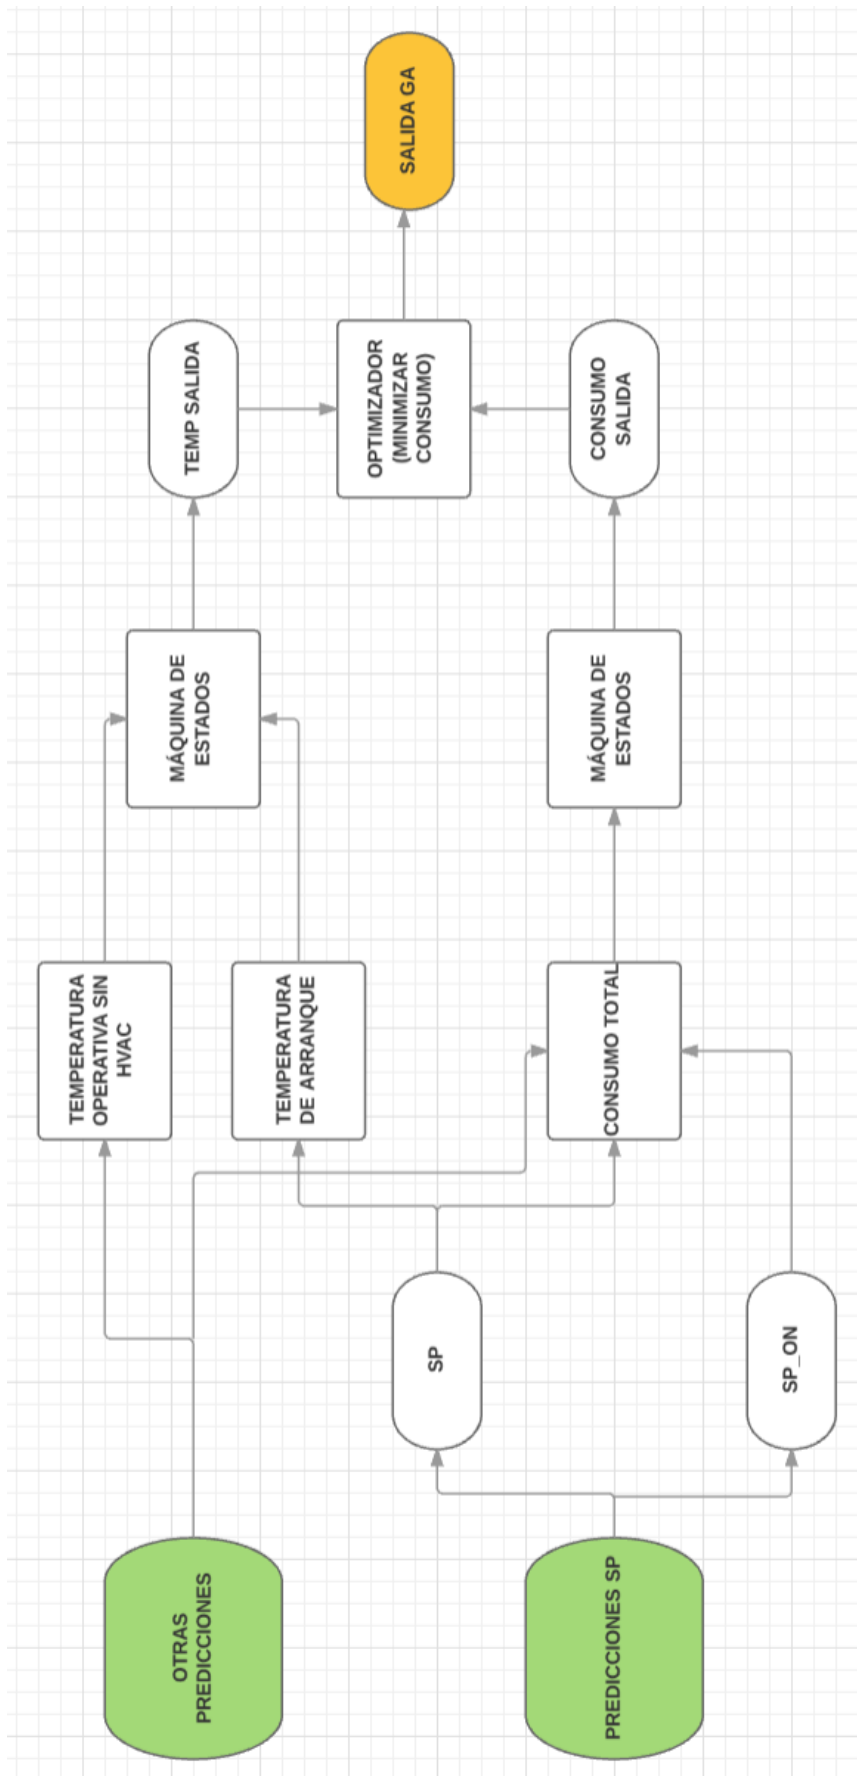 OTRAS
PREDICCIONES
PREDICCIONES SP
SP
SP_ON
TEMPERATURA
OPERATIVA SIN
HVAC
TEMPERATURA
DE ARRANQUE
CONSUMO TOTAL
MÁQUINA DE
ESTADOS
MÁQUINA DE
ESTADOS
TEMP SALIDA
OPTIMIZADOR
(MINIMIZAR
CONSUMO)
CONSUMO
SALIDA
SALIDA GA